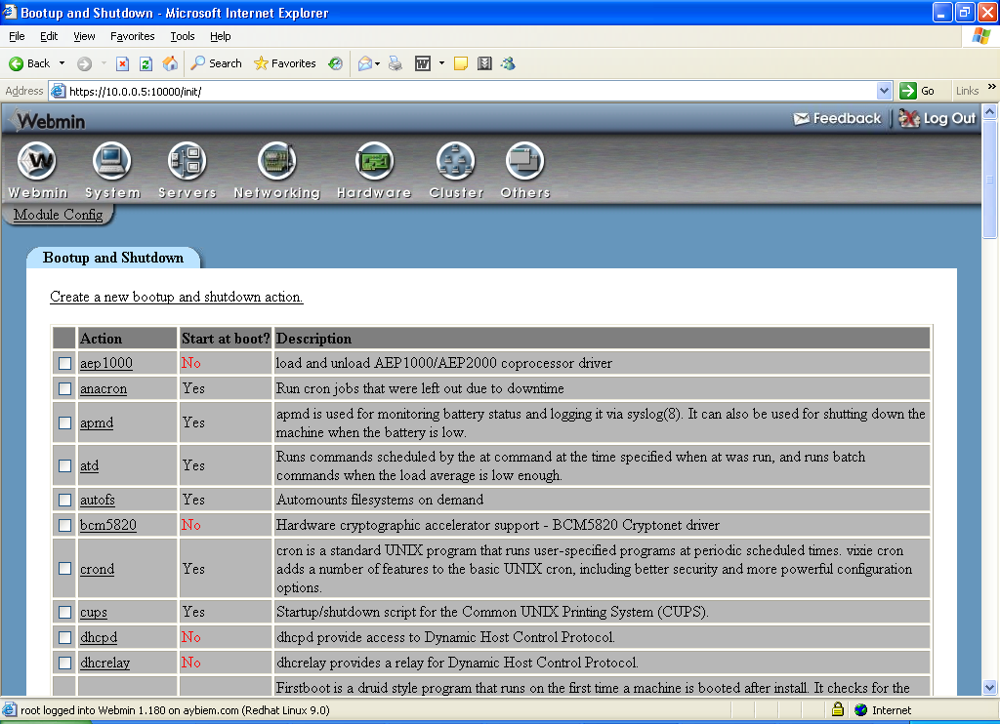 Bootup and Shutdown - Microsoft Internet Explorer
File Edit View Favorites Tools Help
Back Search Favorites
Address https://10.0.0.5:10000/init/ Go Links »
Webmin Feedback Log Out
Webmin System Servers Networking Hardware Cluster Others
Module Config
Bootup and Shutdown
Create a new bootup and shutdown action.
Action Start at boot? Description
aep1000 No load and unload AEP1000/AEP2000 coprocessor driver
anacron Yes Run cron jobs that were left out due to downtime
apmd Yes apmd is used for monitoring battery status and logging it via syslog(8). It can also be used for shutting down the
machine when the battery is low.
atd Yes Runs commands scheduled by the at command at the time specified when at was run, and runs batch
commands when the load average is low enough.
autofs Yes Automounts filesystems on demand
bcm5820 No Hardware cryptographic accelerator support - BCM5820 Cryptonet driver
crond Yes cron is a standard UNIX program that runs user-specified programs at periodic scheduled times. vixie cron
adds a number of features to the basic UNIX cron, including better security and more powerful configuration
options.
cups Yes Startup/shutdown script for the Common UNIX Printing System (CUPS).
dhcpd No dhcpd provide access to Dynamic Host Control Protocol.
dhcrelay No dhcrelay provides a relay for Dynamic Host Control Protocol.
Firstboot is a druid style program that runs on the first time a machine is booted after install. It checks for the
root logged into Webmin 1.180 on aybiem.com (Redhat Linux 9.0) Internet